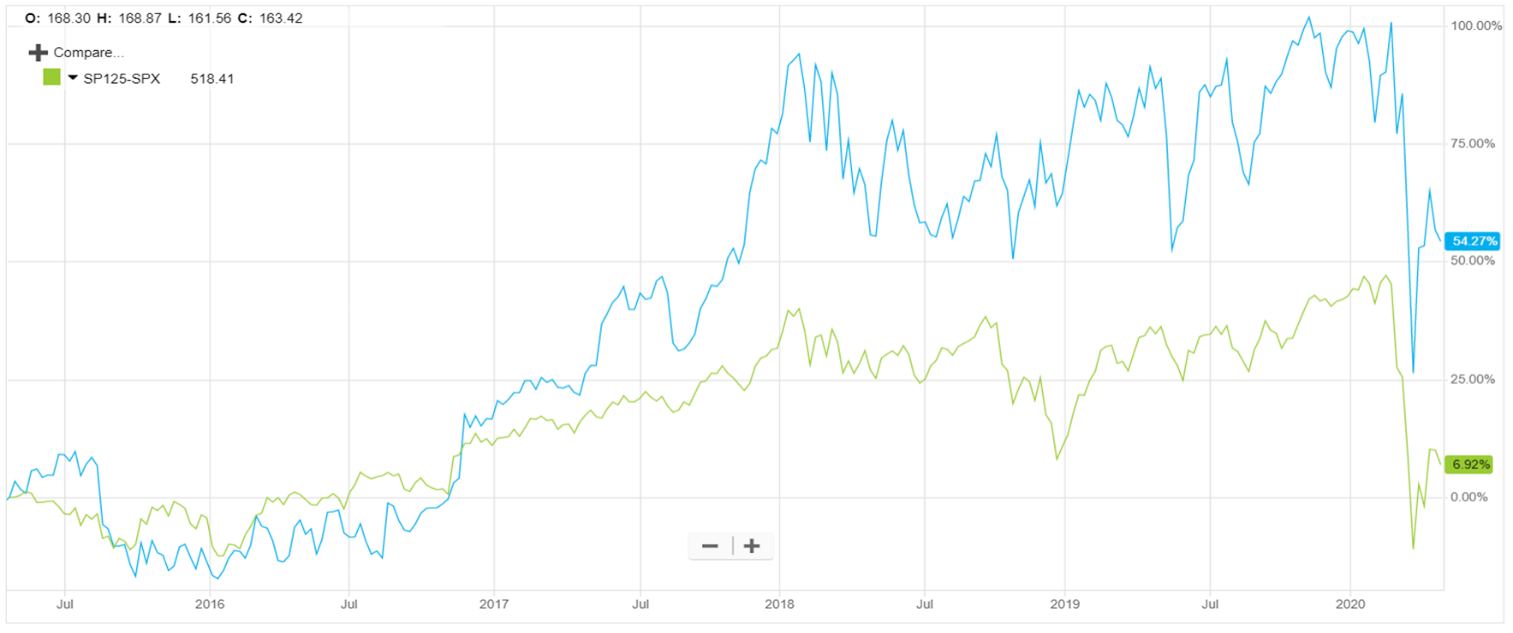 O: 168.30 H: 168.87 L: 161.56 C: 163.42
Compare...
SP125-SPX 518.41
100.00%
75.00%
54.27%
50.00%
25.00%
6.92%
0.00%
Jul 2016 Jul 2017 Jul 2018 Jul 2019 Jul 2020